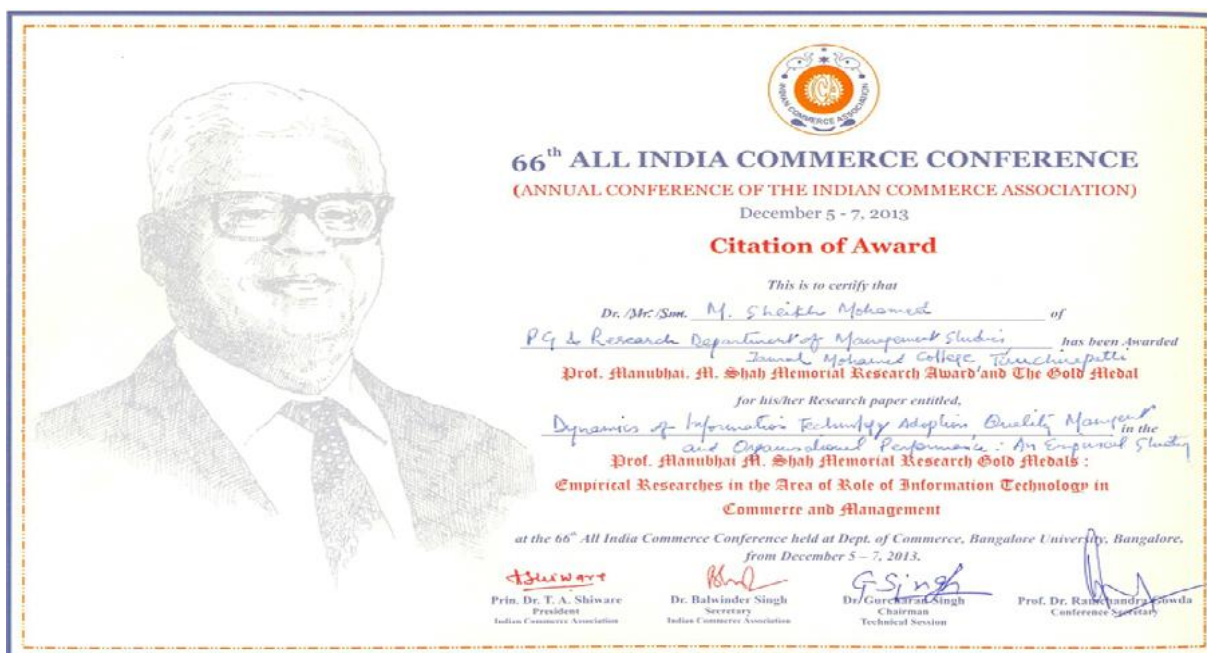 INDIAN COMMERCE ASSOCIATION
ICA
66th ALL INDIA COMMERCE CONFERENCE
(ANNUAL CONFERENCE OF THE INDIAN COMMERCE ASSOCIATION)
December 5 - 7, 2013
Citation of Award
This is to certify that
Dr. /Mr. /Smt. M. Sheikh Mohamed of
PG & Research Department of Management Studies has been Awarded
Jamal Mohamed College, Tiruchirapalli
Prof. Manubhai. M. Shah Memorial Research Award and The Gold Medal
for his/her Research paper entitled,
Dynamics of Information Technology Adoption, Quality in the
and Organisational Performance: An Empirical
Prof. Manubhai M. Shah Memorial Research Gold Medals :
Empirical Researches in the Area of Role of Information Technology in
Commerce and Management
at the 66th All India Commerce Conference held at Dept. of Commerce, Bangalore University, Bangalore,
from December 5 – 7, 2013.
AShiware GSingh
Prin. Dr. T. A. Shiware Dr. Balwinder Singh Dr. Gurcharan Singh Prof. Dr. Ramchandra Gowda
President Secretary Chairman Conference Secretary
Indian Commerce Association Indian Commerce Association Technical Session